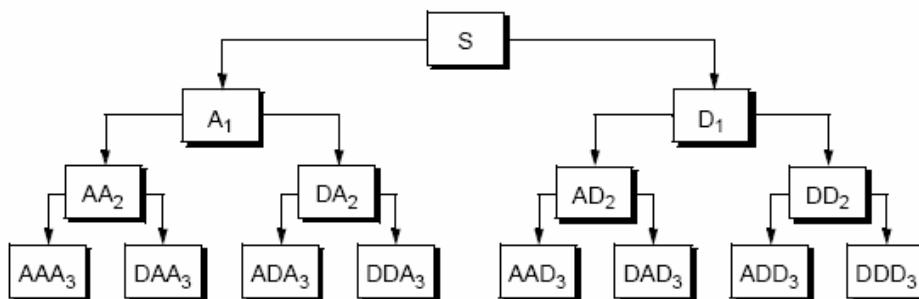 S
A₁ D₁
AA₂ DA₂ AD₂ DD₂
AAA₃ DAA₃ ADA₃ DDA₃ AAD₃ DAD₃ ADD₃ DDD₃